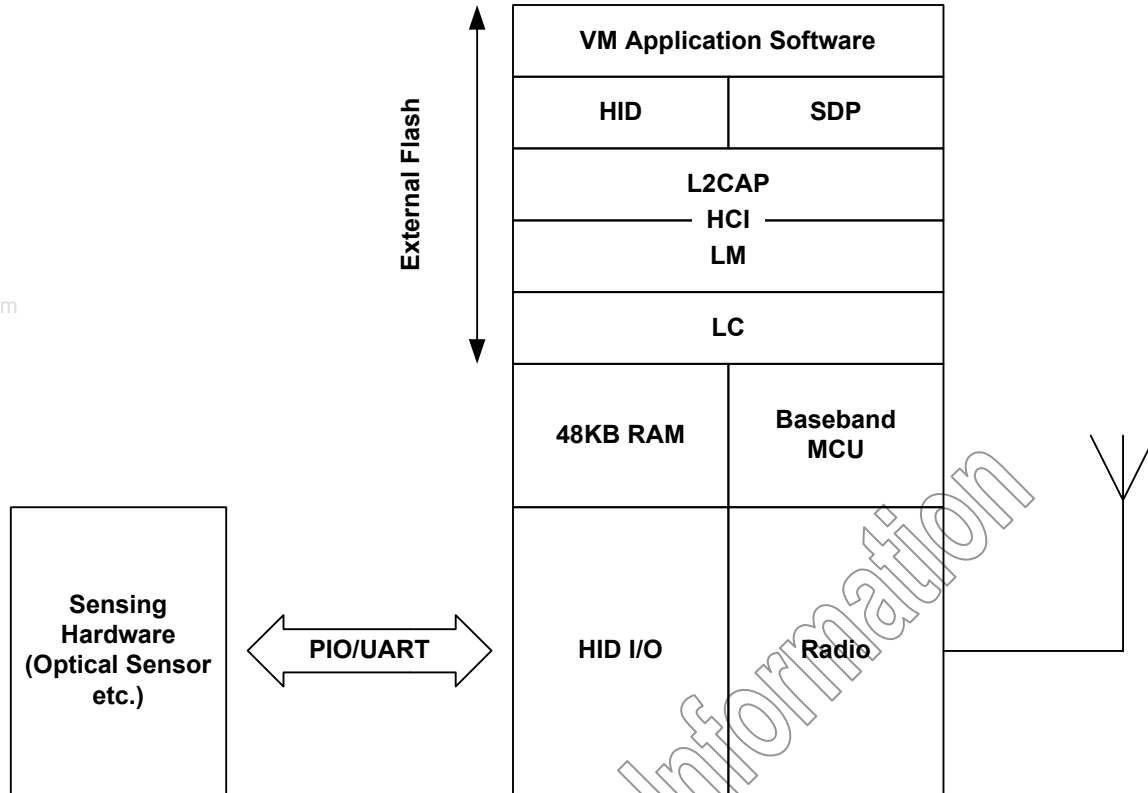 VM Application Software
HID
SDP
External Flash
L2CAP
HCI
LM
LC
48KB RAM
Baseband
MCU
Sensing
Hardware
(Optical Sensor
etc.)
PIO/UART
HID I/O
Radio
Information
m